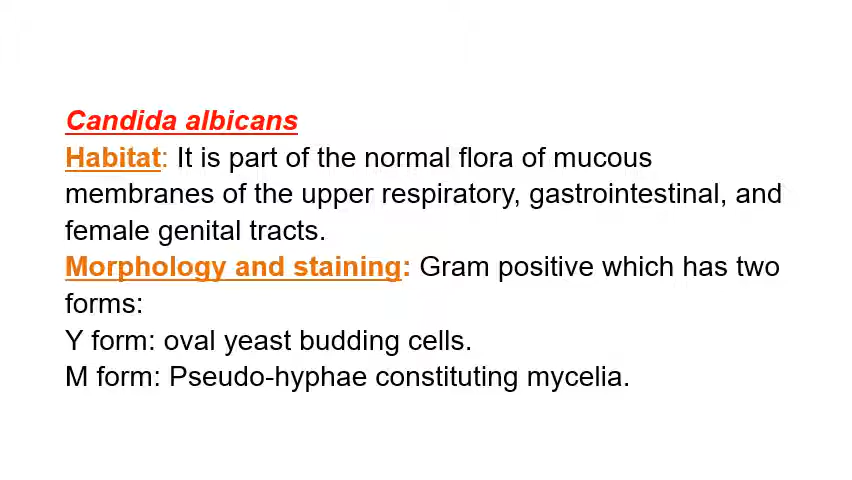 Candida albicans
Habitat: It is part of the normal flora of mucous
membranes of the upper respiratory, gastrointestinal, and
female genital tracts.
Morphology and staining: Gram positive which has two
forms:
Y form: oval yeast budding cells.
M form: Pseudo-hyphae constituting mycelia.